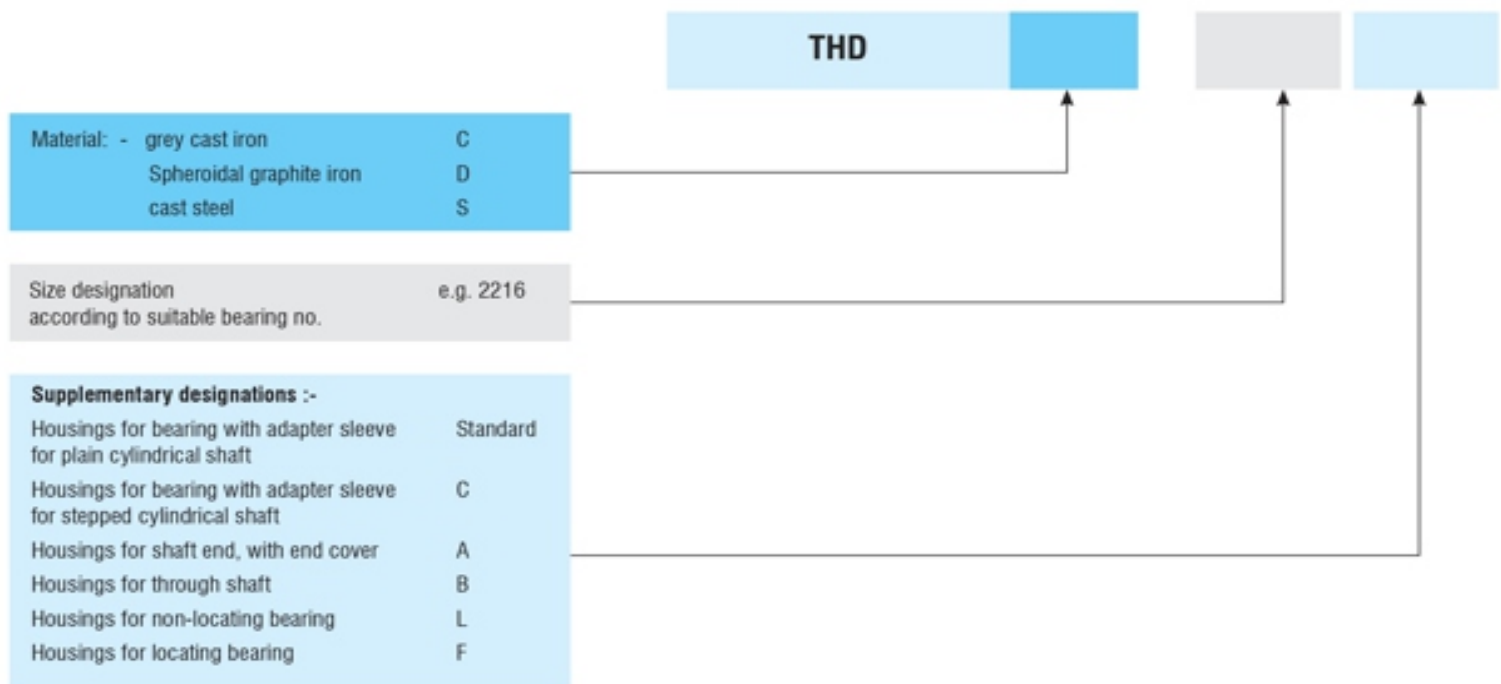 THD
Material: - grey cast iron C
Spheroidal graphite iron D
cast steel S
Size designation e.g. 2216
according to suitable bearing no.
Supplementary designations :-
Housings for bearing with adapter sleeve Standard
for plain cylindrical shaft
Housings for bearing with adapter sleeve C
for stepped cylindrical shaft
Housings for shaft end, with end cover A
Housings for through shaft B
Housings for non-locating bearing L
Housings for locating bearing F